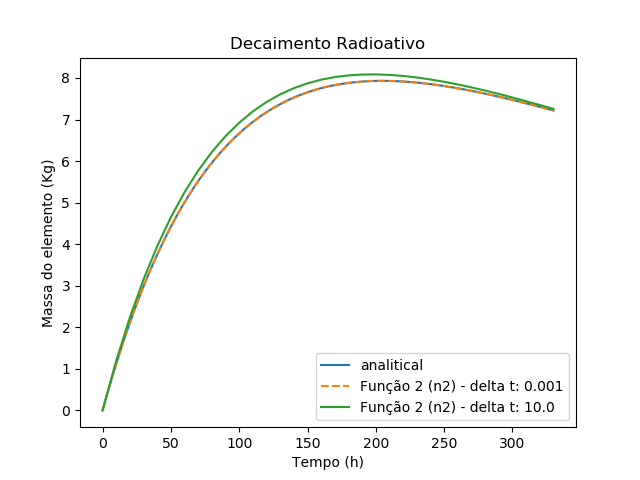 Decaimento Radioativo
Massa do elemento (Kg)
8
7
6
5
4
3
2
1
0
analitical
Função 2 (n2) - delta t: 0.001
Função 2 (n2) - delta t: 10.0
0 50 100 150 200 250 300
Tempo (h)